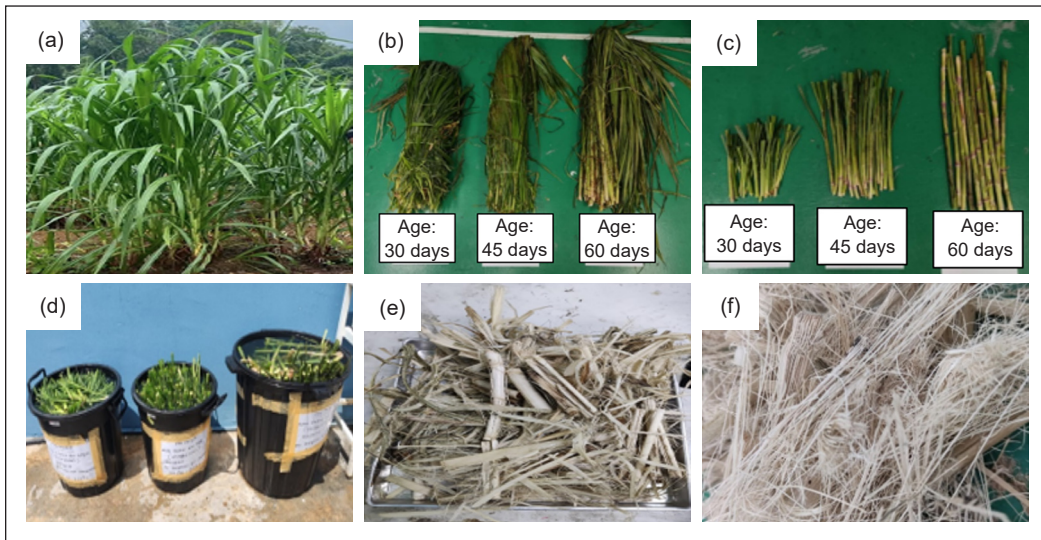 (a)
(b)
(c)
Age:
30 days
Age:
45 days
Age:
60 days
Age:
30 days
Age:
45 days
Age:
60 days
(d)
(e)
(f)